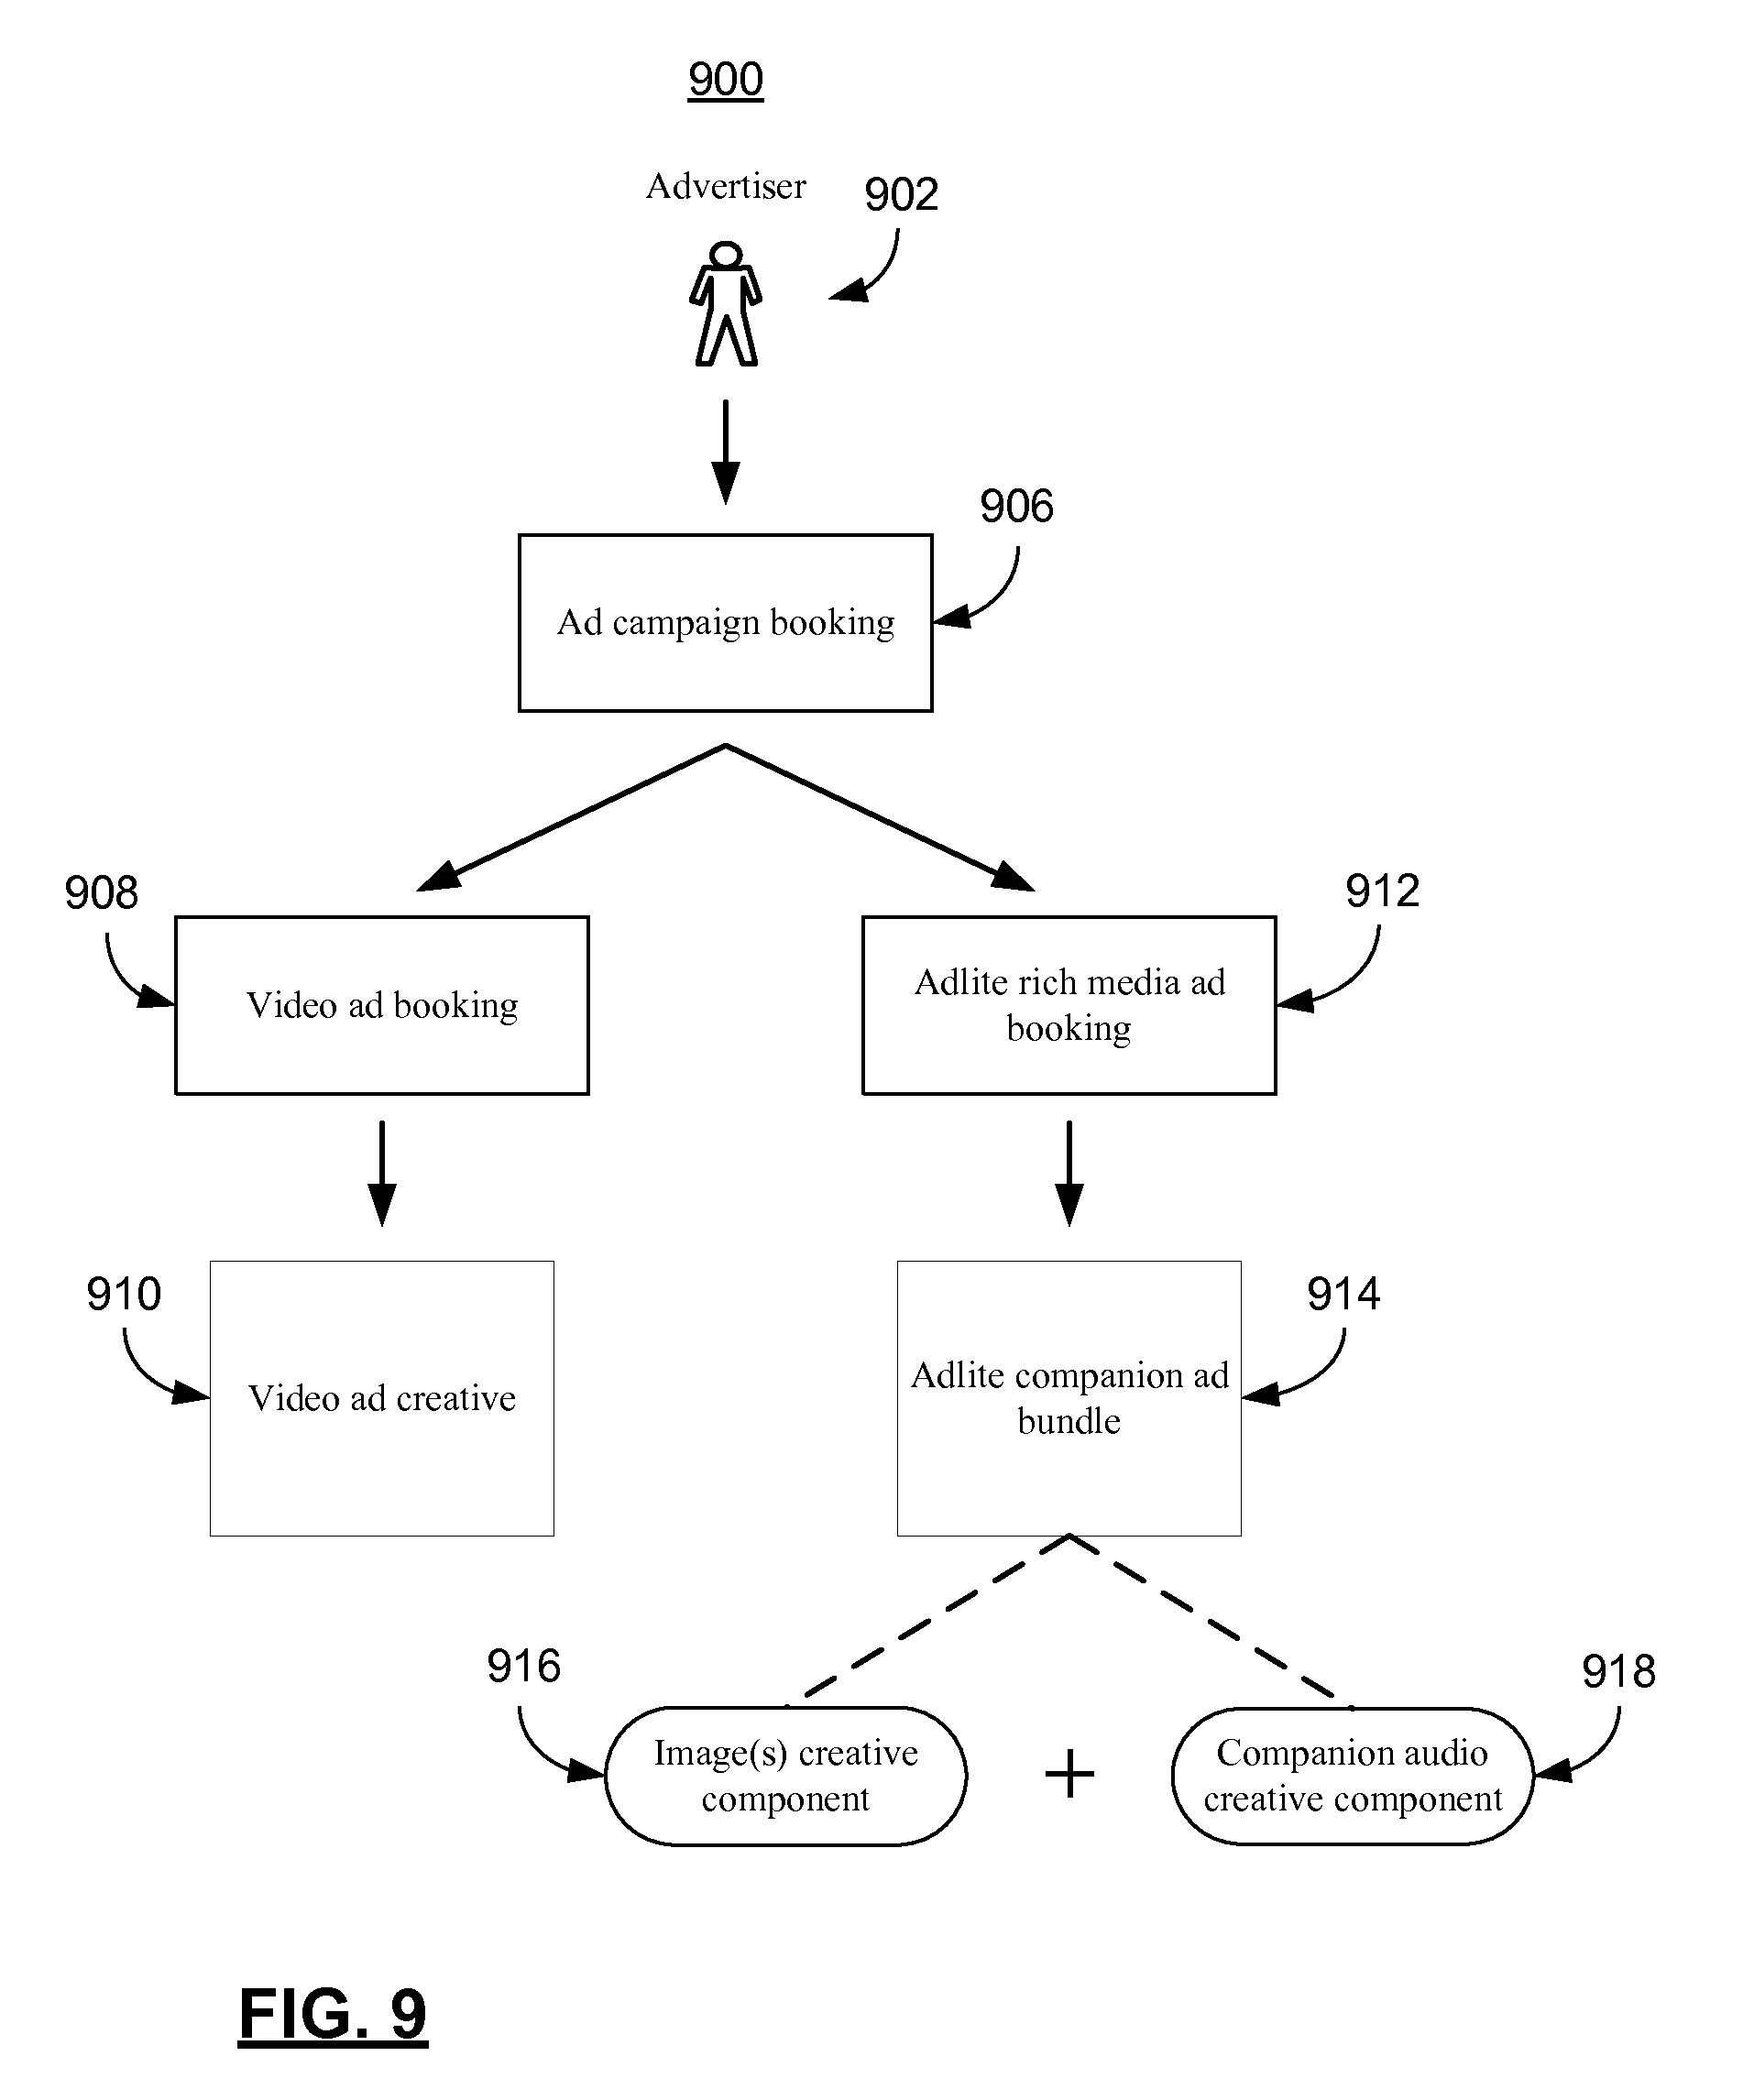 900
Advertiser
902
906
Ad campaign booking
908
912
Video ad booking
Adlite rich media ad
booking
910
914
Video ad creative
Adlite companion ad
bundle
916
918
Image(s) creative
component
+
Companion audio
creative component
FIG. 9